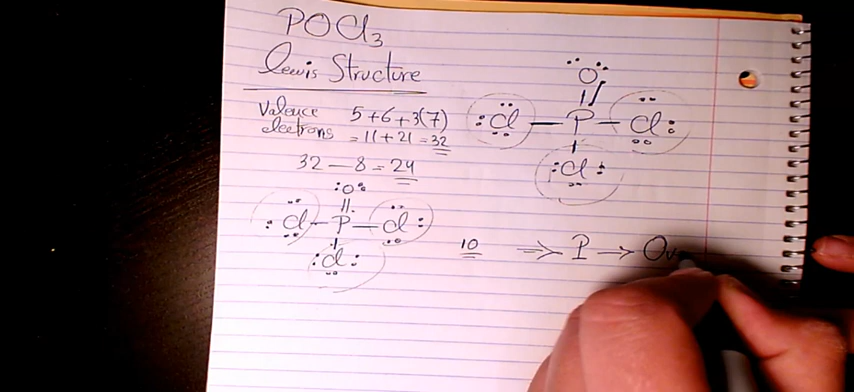 POCl3
Lewis Structure
Valence electrons 5+6+3(7)
= 11 + 21 = 32
32 — 8 = 24
O
Cl — P — Cl
Cl
O
Cl — P — Cl
Cl
10 ⇒ P → Ov